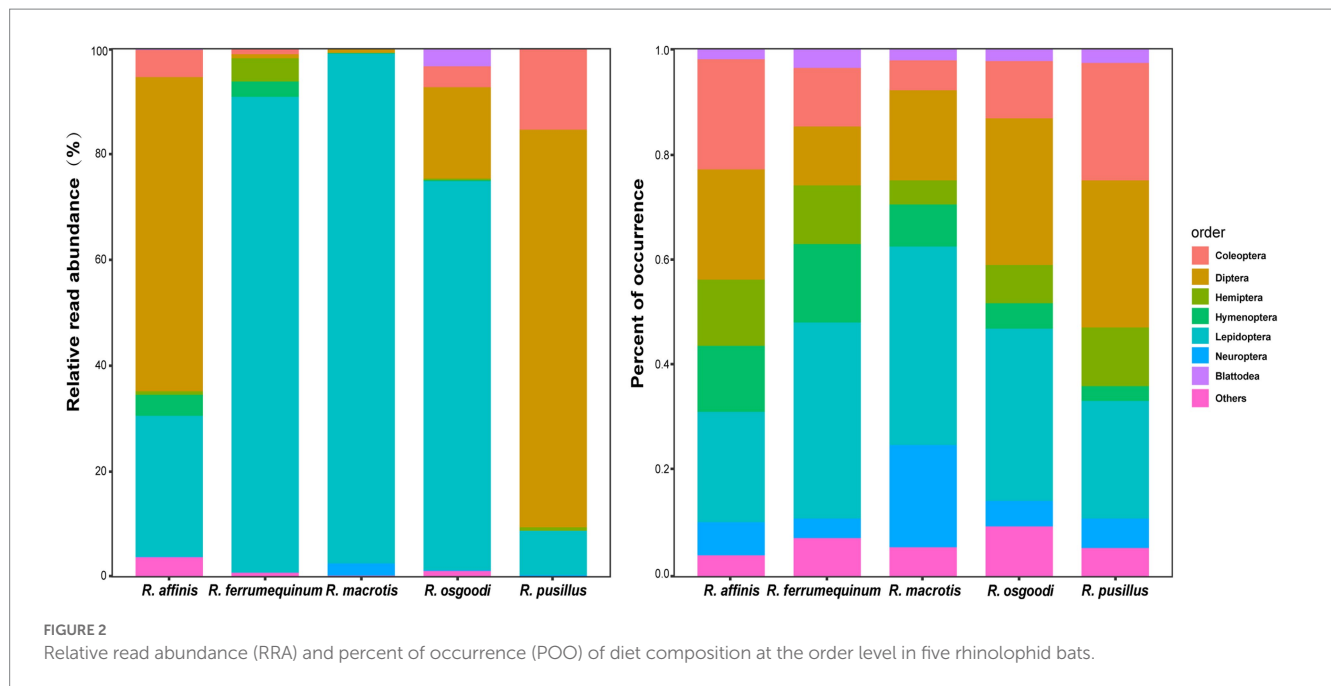 Relative read abundance (%)
100
80
60
40
20
0
R. affinis R. ferrumequinum R. macrotis R. osgoodi R. pusillus
Percent of occurrence
1.0
0.8
0.6
0.4
0.2
0.0
R. affinis R. ferrumequinum R. macrotis R. osgoodi R. pusillus
order
Coleoptera
Diptera
Hemiptera
Hymenoptera
Lepidoptera
Neuroptera
Blattodea
Others
FIGURE 2
Relative read abundance (RRA) and percent of occurrence (POO) of diet composition at the order level in five rhinolophid bats.